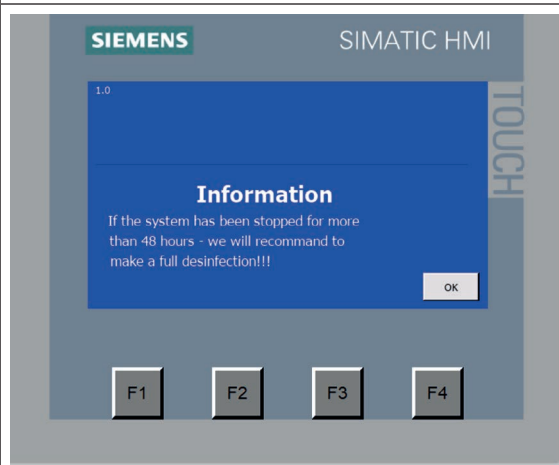 SIEMENS
SIMATIC HMI
TOUCH
1.0
Information
If the system has been stopped for more
than 48 hours - we will recommand to
make a full desinfection!!!
OK
F1
F2
F3
F4